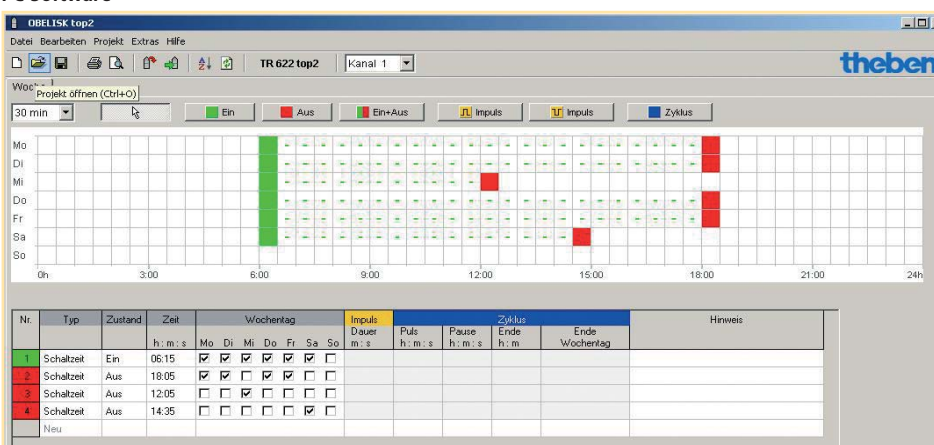 OBELISK top2
Datei Bearbeiten Projekt Extras Hilfe
TR 622 top2 Kanal 1 theben
Projekt öffnen (Ctrl+O)
30 min Ein Aus Ein+Aus Impuls Impuls Zyklus
Mo
Di
Mi
Do
Fr
Sa
So
0h 3:00 6:00 9:00 12:00 15:00 18:00 21:00 24h
Nr. Typ Zustand Zeit Wochentag Impuls Zyklus Hinweis
Dauer Puls Pause Ende Ende
h : m : s Mo Di Mi Do Fr Sa So m : s h : m : s h : m : s h : m Wochentag
1 Schaltzeit Ein 06:15
2 Schaltzeit Aus 18:05
3 Schaltzeit Aus 12:05
4 Schaltzeit Aus 14:35
Neu